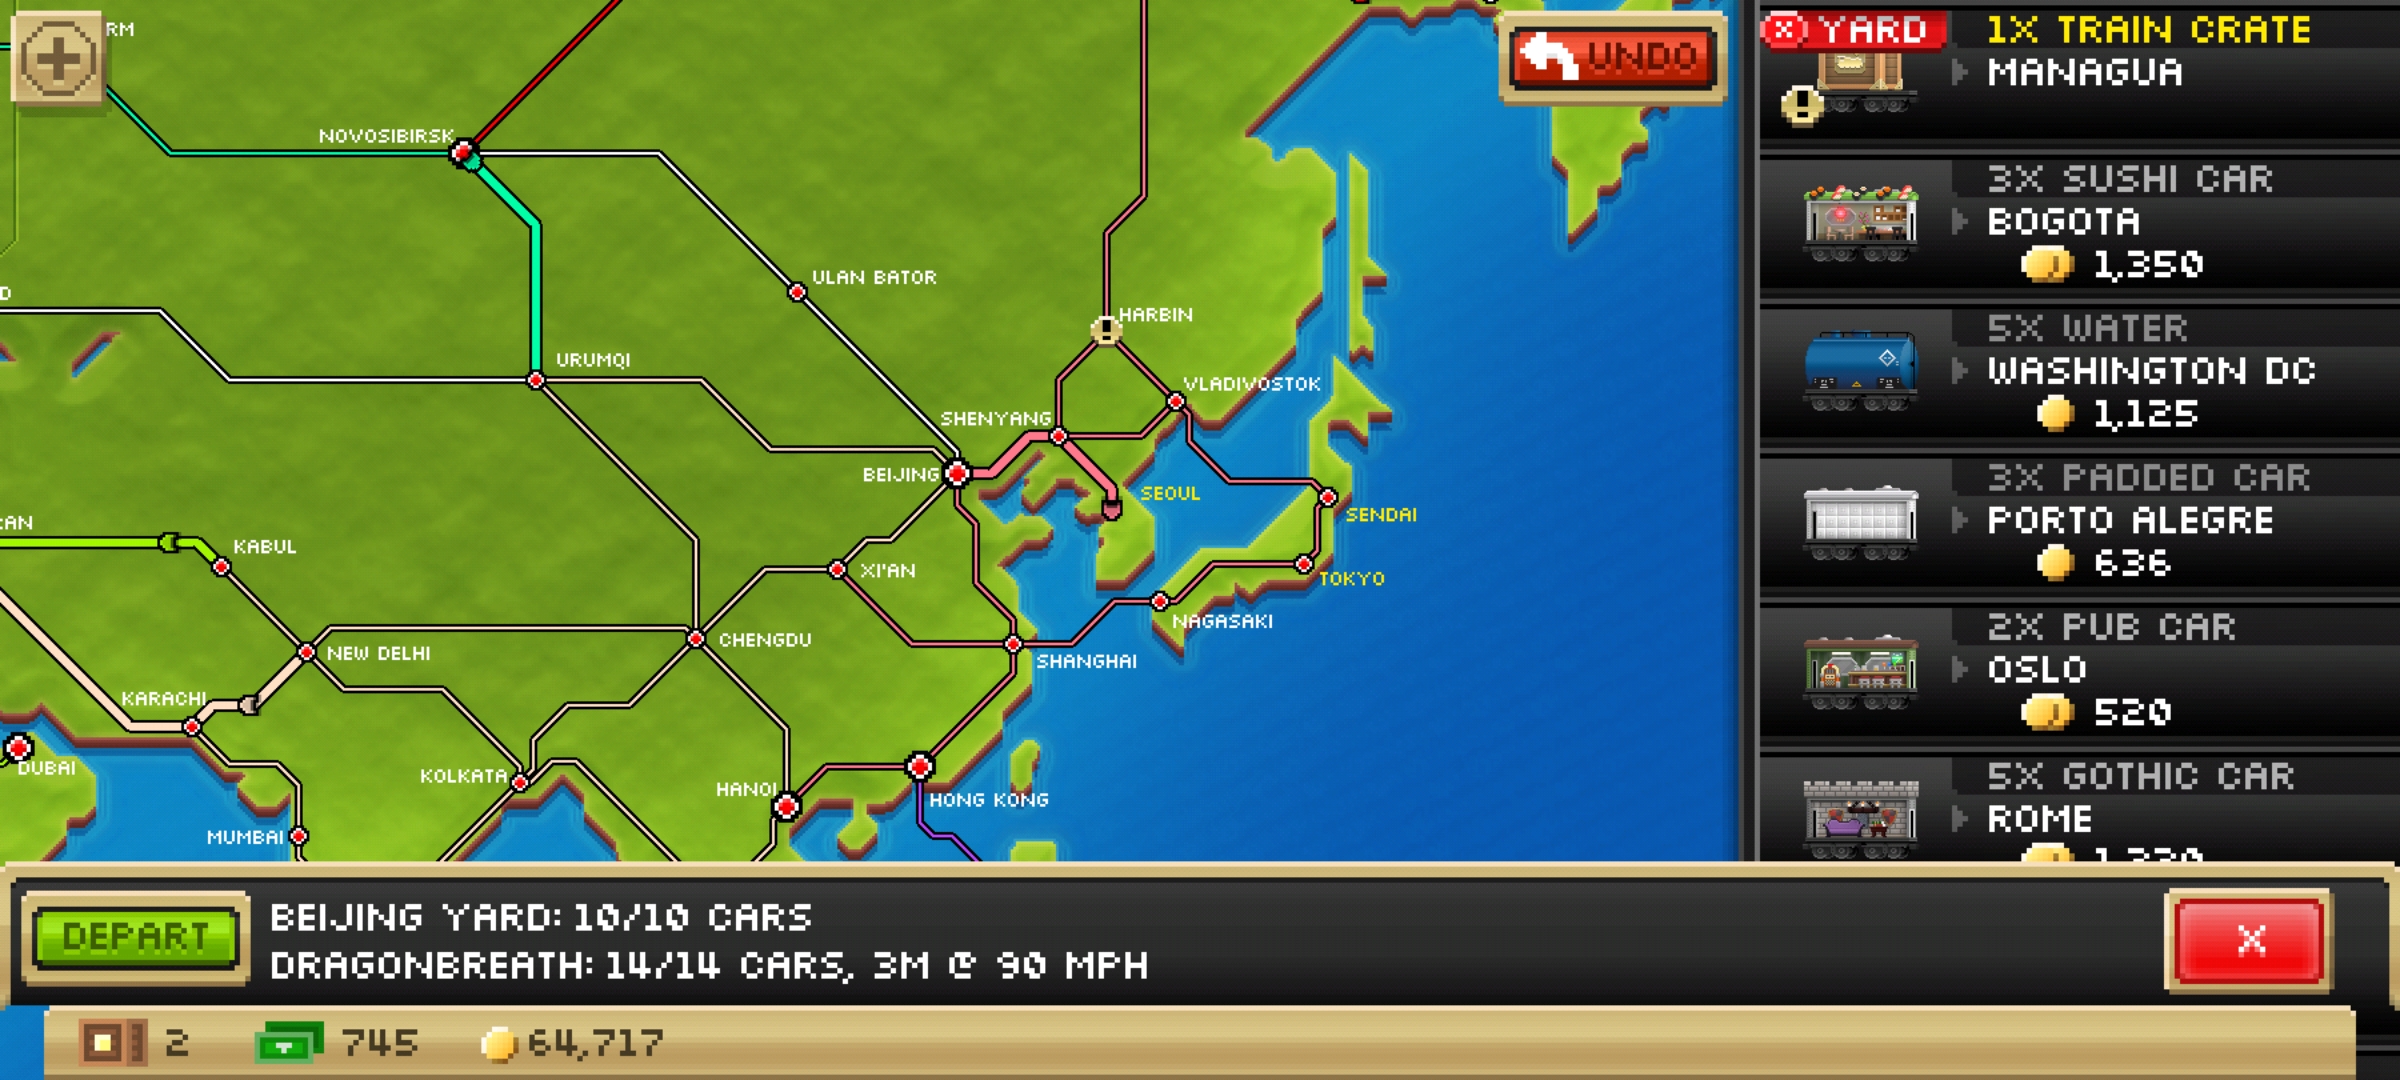 RM
UNDO
NOVOSIBIRSK
ULAN BATOR
D
HARBIN
URUMQI
VLADIVOSTOK
SHENYANG
BEIJING
SEOUL
SENDAI
AN
KABUL
XI'AN
TOKYO
NEW DELHI
CHENGDU
NAGASAKI
SHANGHAI
KARACHI
DUBAI
KOLKATA
HANOI
HONG KONG
MUMBAI
YARD
1X TRAIN CRATE
MANAGUA
3X SUSHI CAR
BOGOTA
1,350
5X WATER
WASHINGTON DC
1,125
3X PADDED CAR
PORTO ALEGRE
636
2X PUB CAR
OSLO
520
5X GOTHIC CAR
ROME
DEPART
BEIJING YARD: 10/10 CARS
DRAGONBREATH: 14/14 CARS, 3M @ 90 MPH
X
2
745
64,717